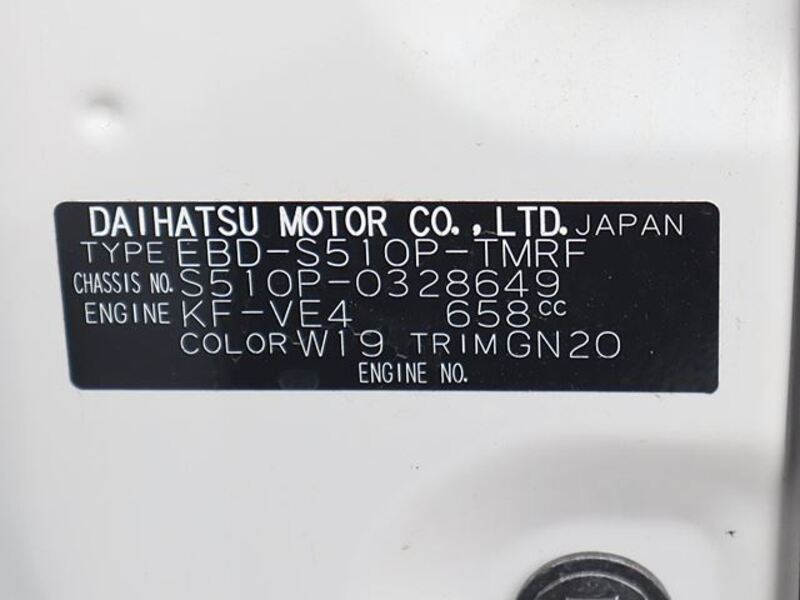 DAIHATSU MOTOR CO., LTD. JAPAN
TYPE EBD-S510P-TMRF
CHASSIS NO. S510P-0328649
ENGINE KF-VE4 658cc
COLOR W19 TRIM GN20
ENGINE NO.